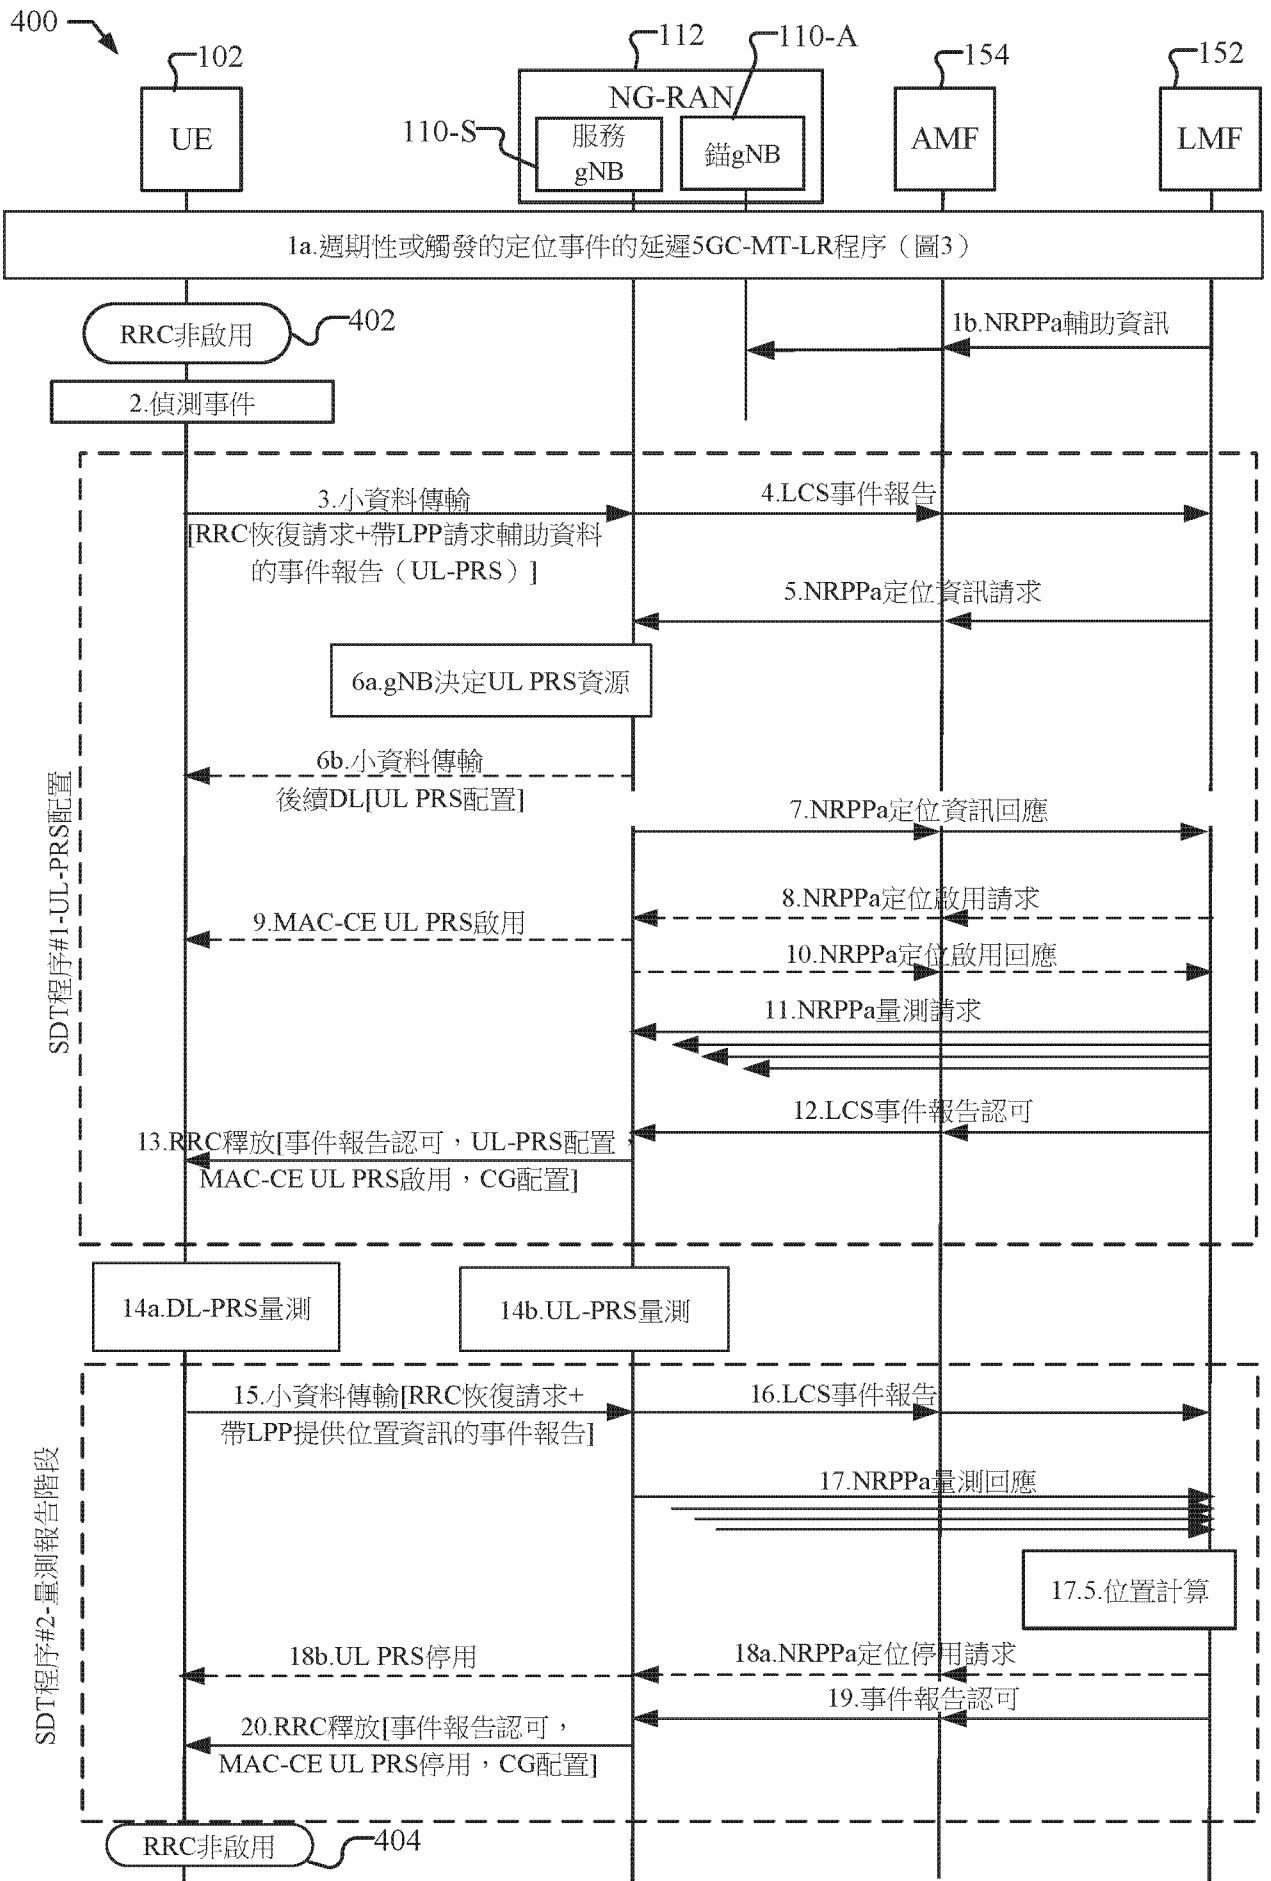 400
102
112
110-A
154
152
UE
NG-RAN
110-S
服務
gNB
錨gNB
AMF
LMF
1a.週期性或觸發的定位事件的延遲5GC-MT-LR程序（圖3）
RRC非啟用
402
1b.NRPPa輔助資訊
2.偵測事件
3.小資料傳輸
[RRC恢復請求+帶LPP請求輔助資料
的事件報告（UL-PRS）]
4.LCS事件報告
5.NRPPa定位資訊請求
6a.gNB決定UL PRS資源
6b.小資料傳輸
後續DL[UL PRS配置]
7.NRPPa定位資訊回應
8.NRPPa定位啟用請求
9.MAC-CE UL PRS啟用
10.NRPPa定位啟用回應
11.NRPPa量測請求
12.LCS事件報告認可
13.RRC釋放[事件報告認可，UL-PRS配置，
MAC-CE UL PRS啟用，CG配置]
SDT程序#1-UL-PRS配置
14a.DL-PRS量測
14b.UL-PRS量測
15.小資料傳輸[RRC恢復請求+
帶LPP提供位置資訊的事件報告]
16.LCS事件報告
17.NRPPa量測回應
17.5.位置計算
18b.UL PRS停用
18a.NRPPa定位停用請求
19.事件報告認可
20.RRC釋放[事件報告認可，
MAC-CE UL PRS停用，CG配置]
SDT程序#2-量測報告階段
RRC非啟用
404